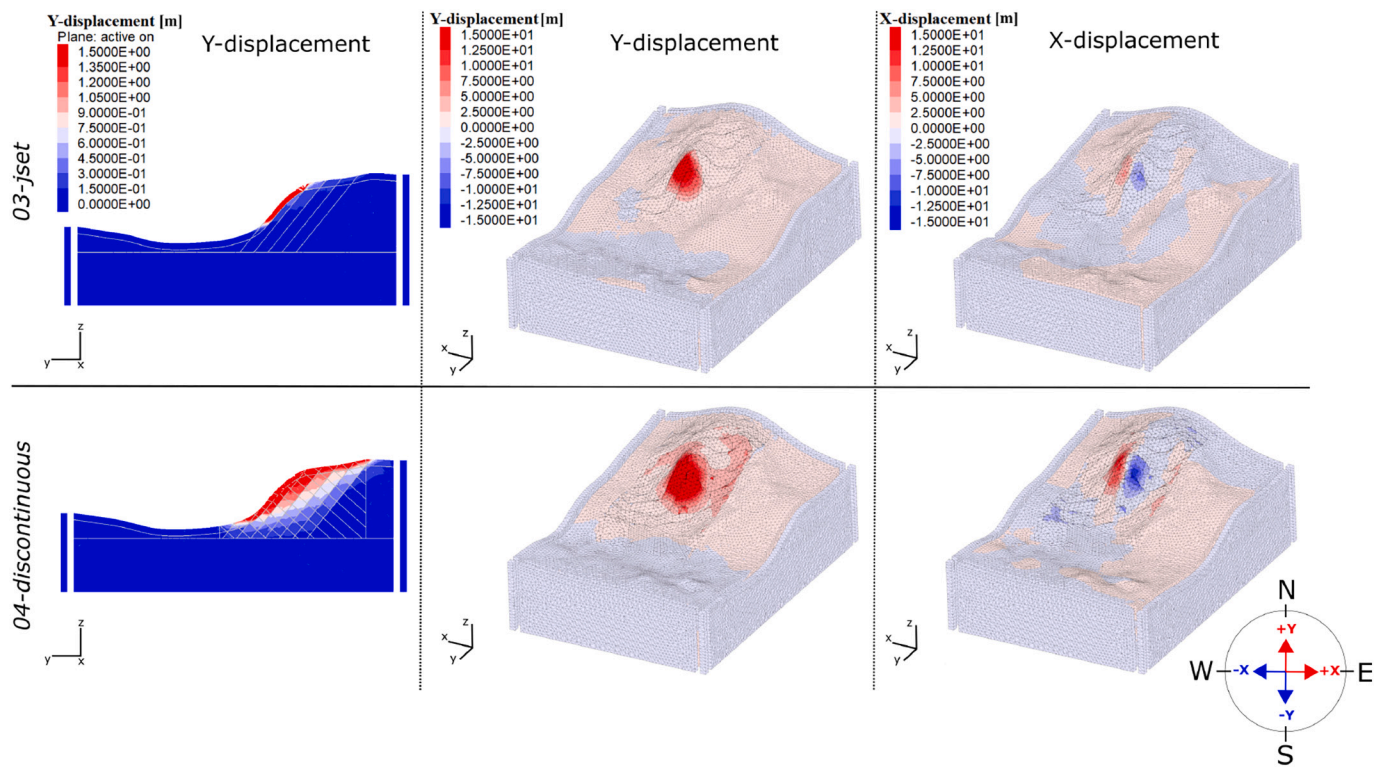 Y-displacement [m]
Plane: active on
1.5000E+00
1.3500E+00
1.2000E+00
1.0500E+00
9.0000E-01
7.5000E-01
6.0000E-01
4.5000E-01
3.0000E-01
1.5000E-01
0.0000E+00
Y-displacement
Y-displacement [m]
1.5000E+01
1.2500E+01
1.0000E+01
7.5000E+00
5.0000E+00
2.5000E+00
0.0000E+00
-2.5000E+00
-5.0000E+00
-7.5000E+00
-1.0000E+01
-1.2500E+01
-1.5000E+01
Y-displacement
X-displacement [m]
1.5000E+01
1.2500E+01
1.0000E+01
7.5000E+00
5.0000E+00
2.5000E+00
0.0000E+00
-2.5000E+00
-5.0000E+00
-7.5000E+00
-1.0000E+01
-1.2500E+01
-1.5000E+01
X-displacement
03-jset
z
y x
z
x
y
z
x
y
04-discontinuous
z
y x
z
x
y
z
x
y
N
+Y
W -X +X E
-Y
S